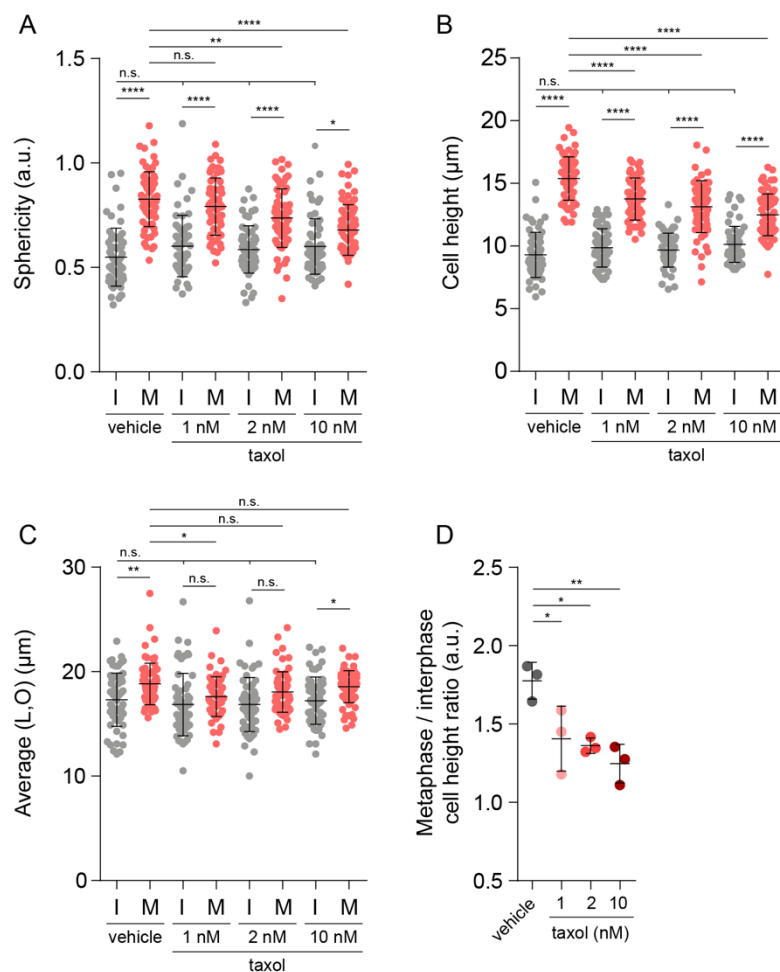 A
****
**
n.s.
n.s.
**** **** **** *
Sphericity (a.u.)
1.5
1.0
0.5
0.0
I M I M I M I M
vehicle 1 nM 2 nM 10 nM
taxol
B
****
****
****
n.s.
**** **** **** ****
Cell height (µm)
25
20
15
10
5
0
I M I M I M I M
vehicle 1 nM 2 nM 10 nM
taxol
C
n.s.
n.s.
*
n.s.
** n.s. n.s. *
Average (L,O) (µm)
30
20
10
0
I M I M I M I M
vehicle 1 nM 2 nM 10 nM
taxol
D
**
*
*
Metaphase / interphase
cell height ratio (a.u.)
2.5
2.0
1.5
1.0
0.5
vehicle 1 2 10
taxol (nM)